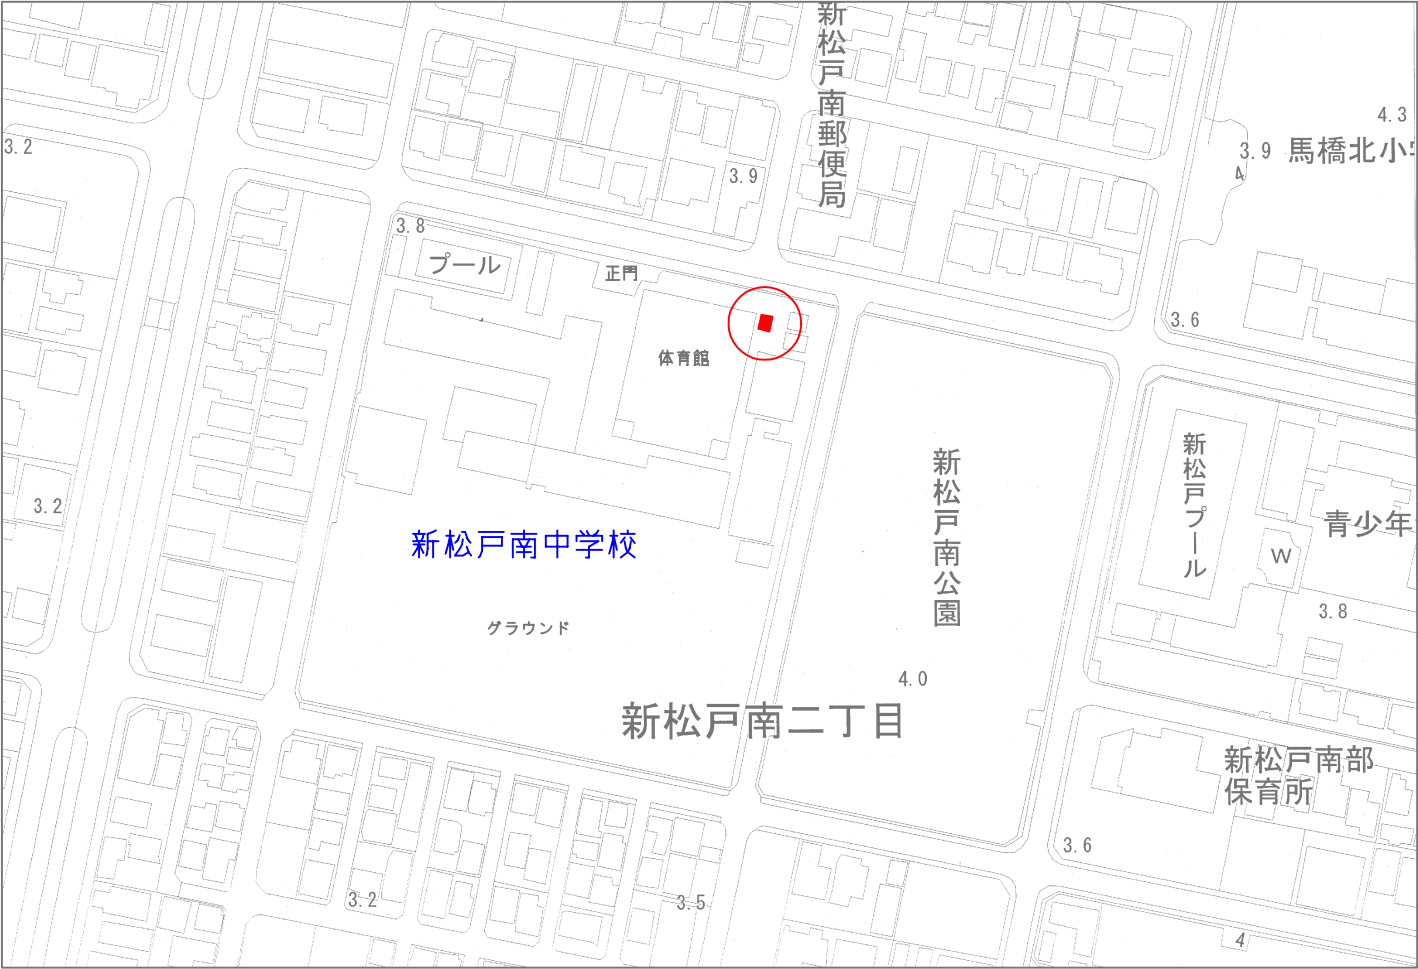 新松戸南郵便局
4.3
3.2
3.9
馬橋北小
4
3.9
3.8
プール
正門
3.6
体育館
新松戸プール
新松戸南公園
3.2
青少年
新松戸南中学校
W
3.8
グラウンド
4.0
新松戸南二丁目
新松戸南部
保育所
3.6
3.2
3.5
4